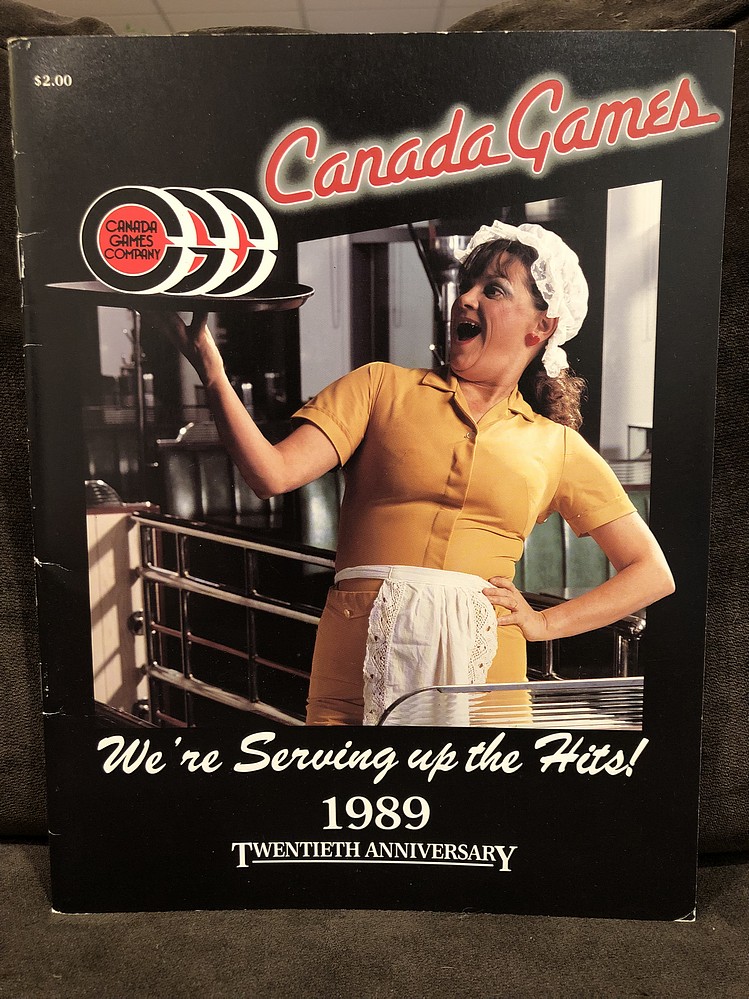 $2.00
Canada Games
CANADA
GAMES
COMPANY
We're Serving up the Hits!
1989
TWENTIETH ANNIVERSARY